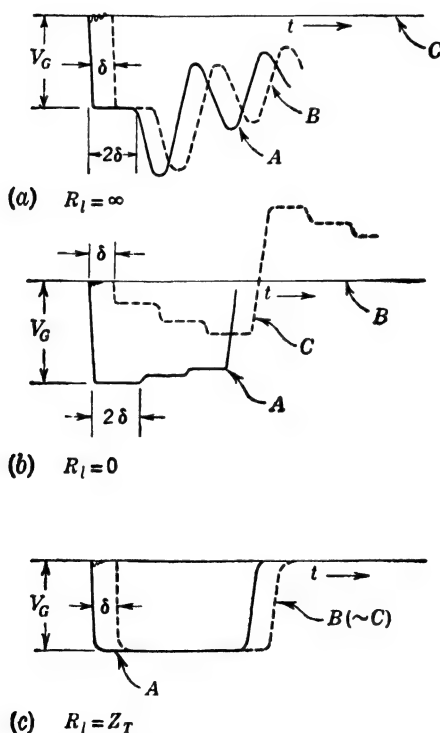 t → C
V_G δ
B
2δ A
(a) R_l = ∞
δ
t → B
V_G C
A
2δ
(b) R_l = 0
t →
V_G δ
B(~C)
A
(c) R_l = Z_T